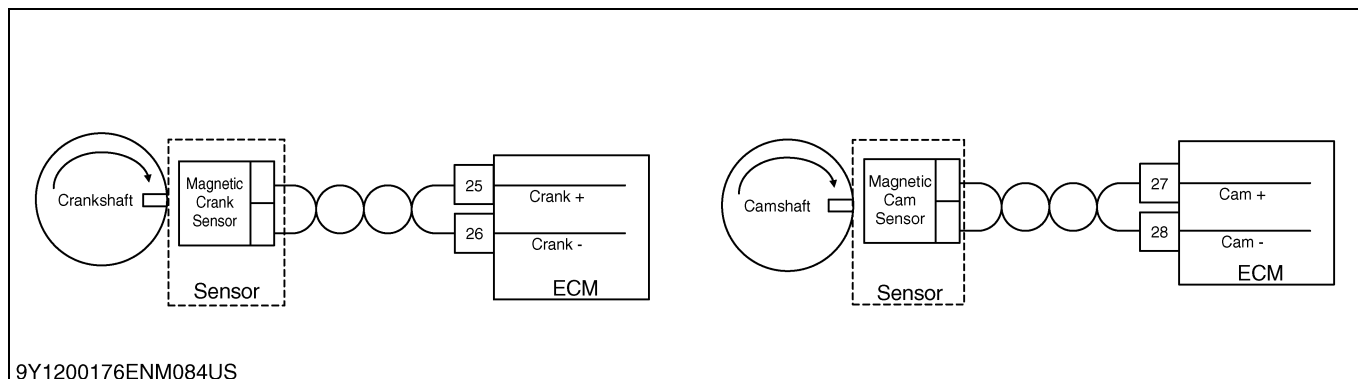 Crankshaft
Magnetic
Crank
Sensor
Sensor
25
Crank +
26
Crank -
ECM
Camshaft
Magnetic
Cam
Sensor
Sensor
27
Cam +
28
Cam -
ECM
9Y1200176ENM084US